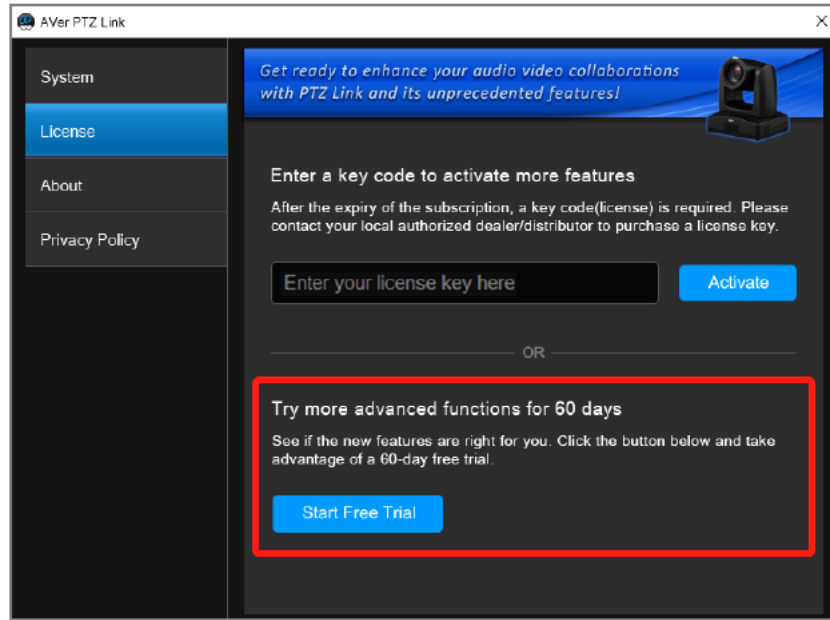 AVer PTZ Link
System
License
About
Privacy Policy
Get ready to enhance your audio video collaborations
with PTZ Link and its unprecedented features!
Enter a key code to activate more features
After the expiry of the subscription, a key code(license) is required. Please
contact your local authorized dealer/distributor to purchase a license key.
Enter your license key here
Activate
OR
Try more advanced functions for 60 days
See if the new features are right for you. Click the button below and take
advantage of a 60-day free trial.
Start Free Trial